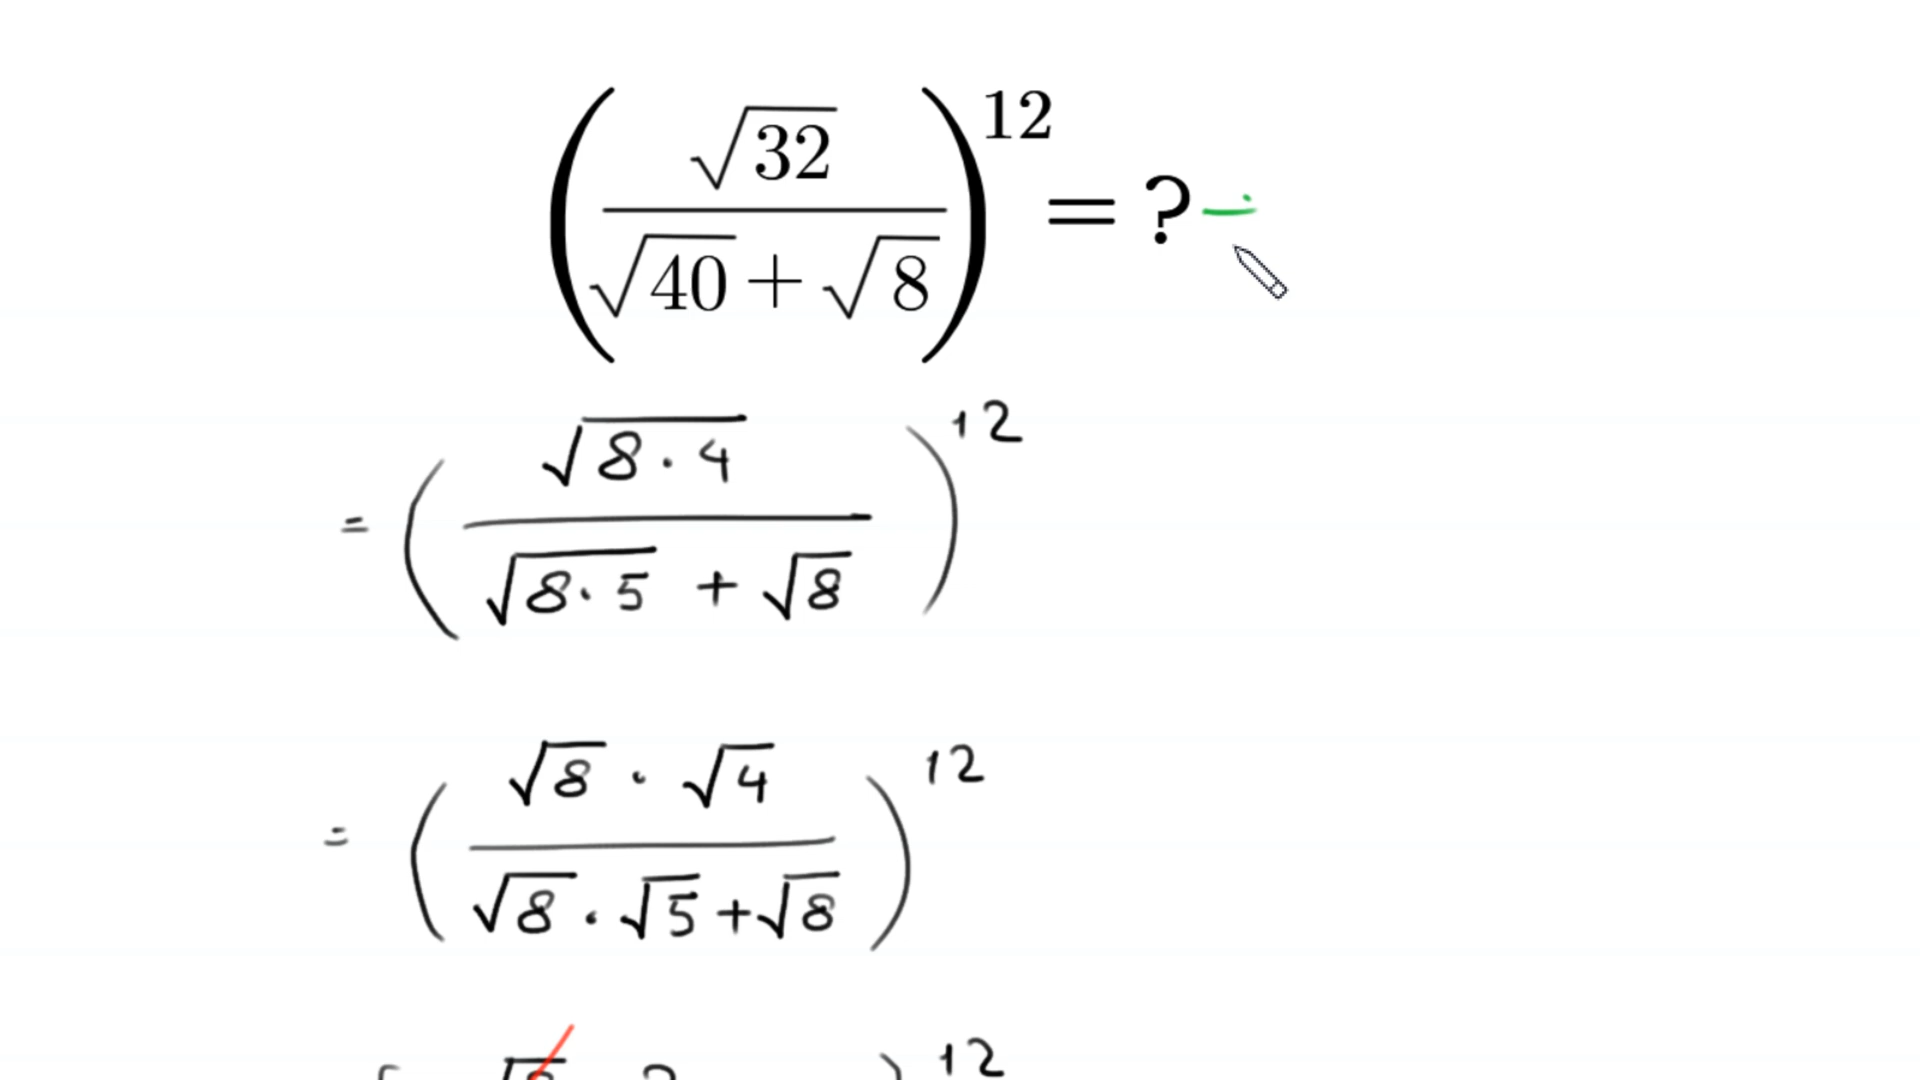 (√32 / (√40 + √8))^12 = ?
= (√(8·4) / (√(8·5) + √8))^12
= (√8 · √4 / (√8 · √5 + √8))^12
12